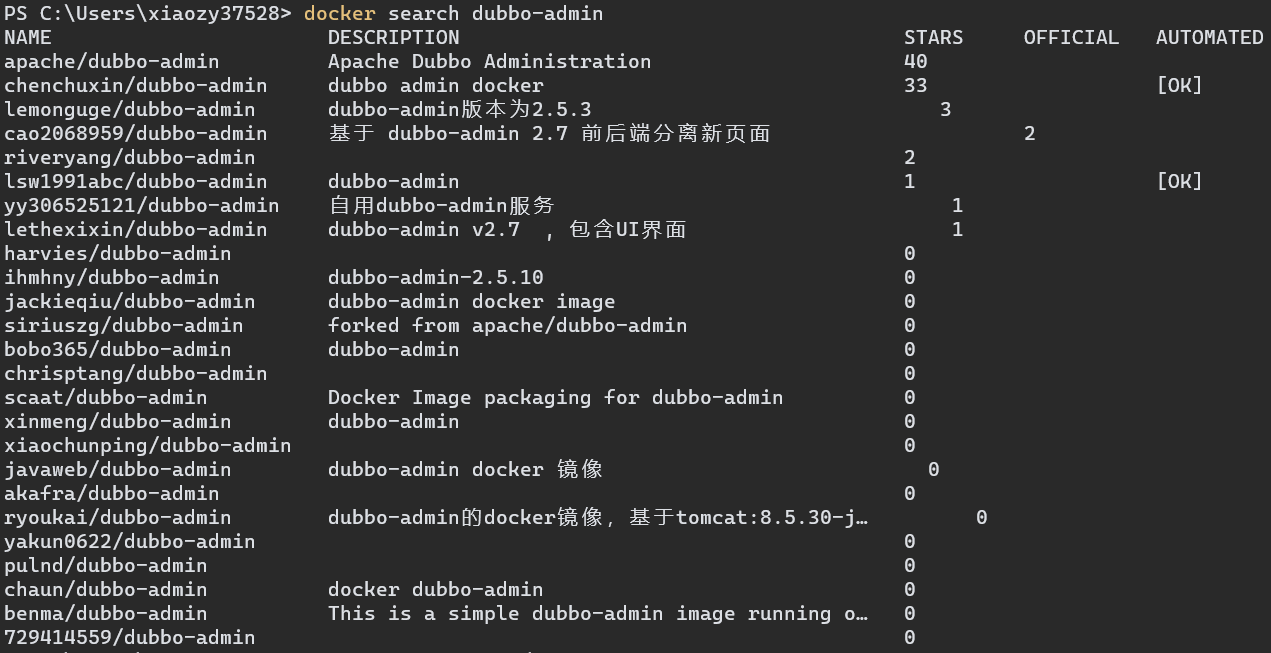 PS C:\Users\xiaozy37528> docker search dubbo-admin
NAME DESCRIPTION STARS OFFICIAL AUTOMATED
apache/dubbo-admin Apache Dubbo Administration 40
chenchuxin/dubbo-admin dubbo admin docker 33 [OK]
lemonguge/dubbo-admin dubbo-admin版本为2.5.3 3
cao2068959/dubbo-admin 基于 dubbo-admin 2.7 前后端分离新页面 2
riveryang/dubbo-admin 2
lsw1991abc/dubbo-admin dubbo-admin 1 [OK]
yy306525121/dubbo-admin 自用dubbo-admin服务 1
lethexixin/dubbo-admin dubbo-admin v2.7 ，包含UI界面 1
harvies/dubbo-admin 0
ihmhny/dubbo-admin dubbo-admin-2.5.10 0
jackieqiu/dubbo-admin dubbo-admin docker image 0
siriuszg/dubbo-admin forked from apache/dubbo-admin 0
bobo365/dubbo-admin dubbo-admin 0
chrisptang/dubbo-admin 0
scaat/dubbo-admin Docker Image packaging for dubbo-admin 0
xinmeng/dubbo-admin dubbo-admin 0
xiaochunping/dubbo-admin 0
javaweb/dubbo-admin dubbo-admin docker 镜像 0
akafra/dubbo-admin 0
ryoukai/dubbo-admin dubbo-admin的docker镜像，基于tomcat:8.5.30-j… 0
yakun0622/dubbo-admin 0
pulnd/dubbo-admin 0
chaun/dubbo-admin docker dubbo-admin 0
benma/dubbo-admin This is a simple dubbo-admin image running o… 0
729414559/dubbo-admin 0